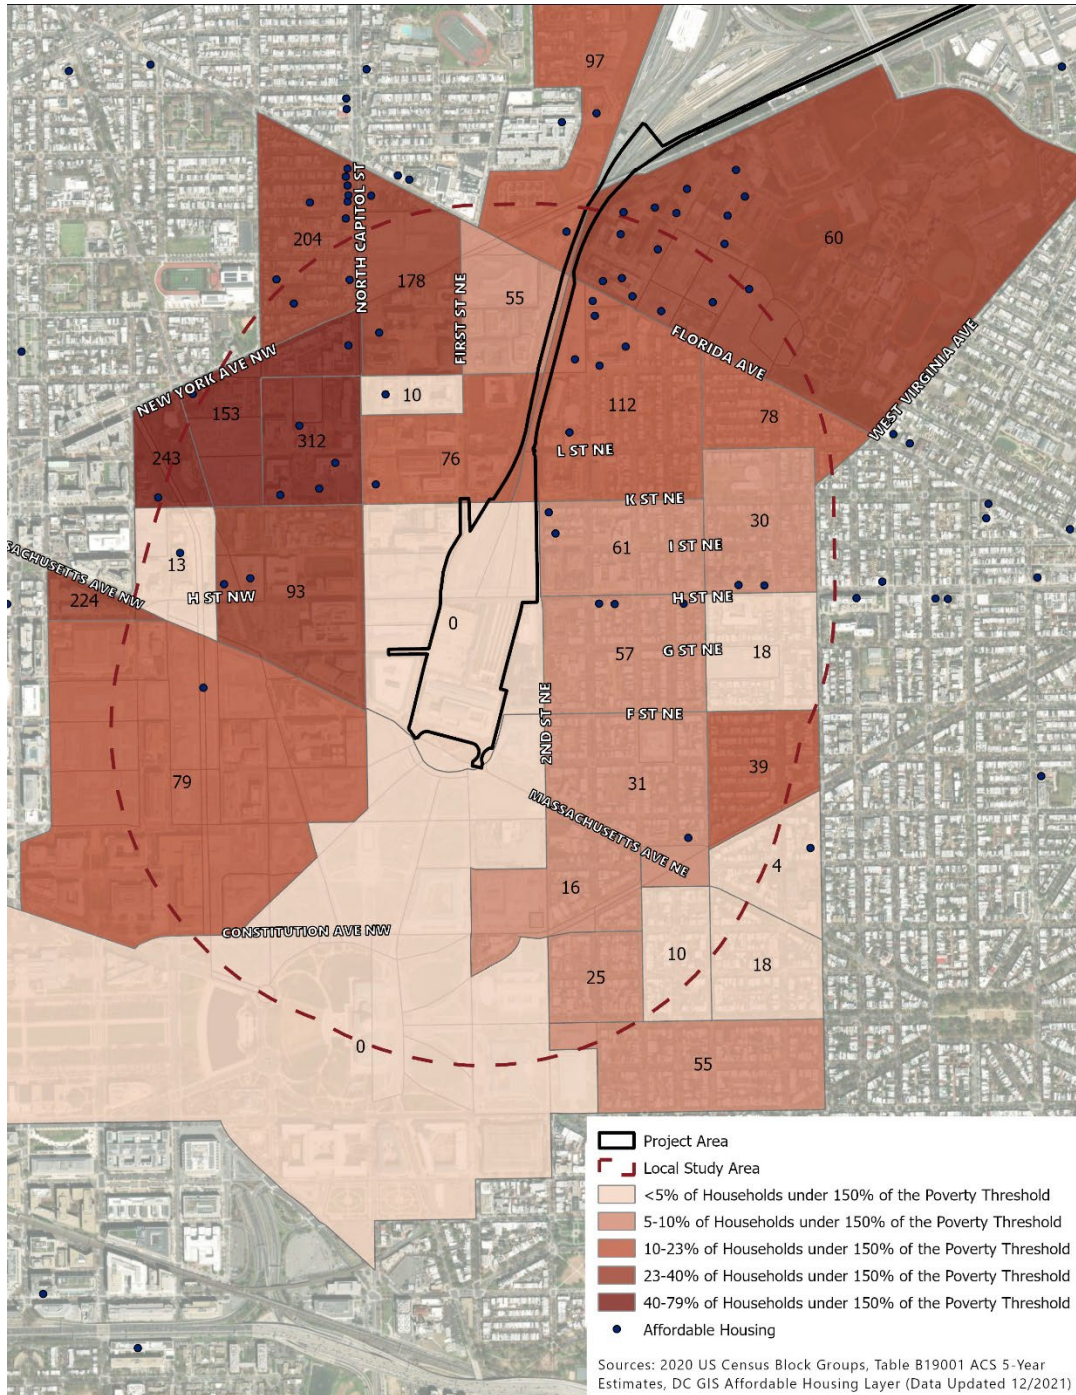 97
60
204
NORTH CAPITOL ST
178
FIRST ST NE
55
FLORIDA AVE
WEST VIRGINIA AVE
NEW YORK AVE NW
10
153
112
78
312
243
76
L ST NE
K ST NE
30
61
I ST NE
13
SACHUSETTS AVE NW
H ST NW
93
224
H ST NE
0
57
G ST NE
18
2ND ST NE
F ST NE
79
31
39
MASSACHUSETTS AVE NE
4
16
CONSTITUTION AVE NW
10
18
25
0
55
Project Area
Local Study Area
<5% of Households under 150% of the Poverty Threshold
5-10% of Households under 150% of the Poverty Threshold
10-23% of Households under 150% of the Poverty Threshold
23-40% of Households under 150% of the Poverty Threshold
40-79% of Households under 150% of the Poverty Threshold
Affordable Housing
Sources: 2020 US Census Block Groups, Table B19001 ACS 5-Year
Estimates, DC GIS Affordable Housing Layer (Data Updated 12/2021)